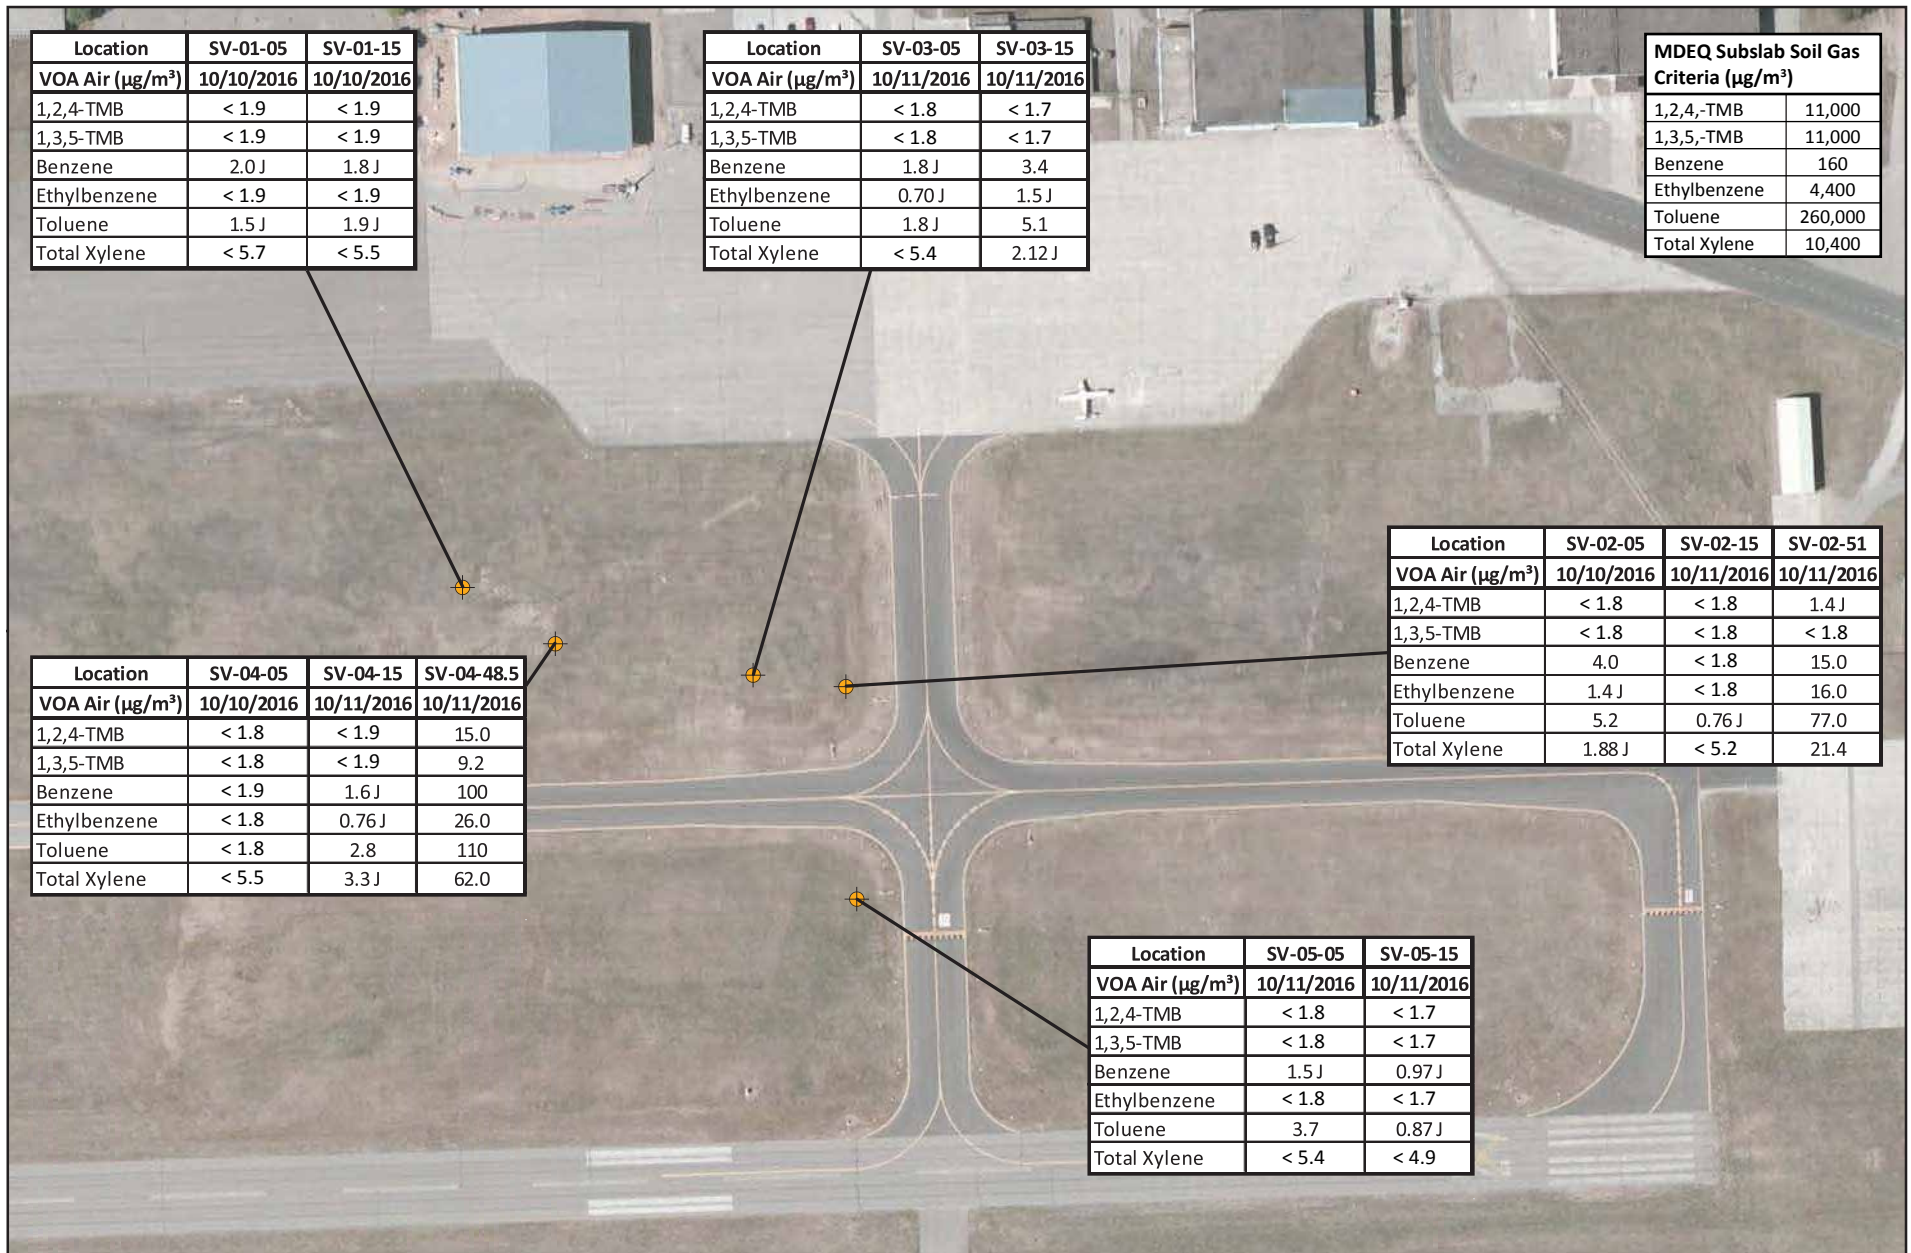 Location SV-01-05 SV-01-15
VOA Air (µg/m³) 10/10/2016 10/10/2016
1,2,4-TMB < 1.9 < 1.9
1,3,5-TMB < 1.9 < 1.9
Benzene 2.0 J 1.8 J
Ethylbenzene < 1.9 < 1.9
Toluene 1.5 J 1.9 J
Total Xylene < 5.7 < 5.5
Location SV-03-05 SV-03-15
VOA Air (µg/m³) 10/11/2016 10/11/2016
1,2,4-TMB < 1.8 < 1.7
1,3,5-TMB < 1.8 < 1.7
Benzene 1.8 J 3.4
Ethylbenzene 0.70 J 1.5 J
Toluene 1.8 J 5.1
Total Xylene < 5.4 2.12 J
MDEQ Subslab Soil Gas
Criteria (µg/m³)
1,2,4,-TMB 11,000
1,3,5,-TMB 11,000
Benzene 160
Ethylbenzene 4,400
Toluene 260,000
Total Xylene 10,400
Location SV-02-05 SV-02-15 SV-02-51
VOA Air (µg/m³) 10/10/2016 10/11/2016 10/11/2016
1,2,4-TMB < 1.8 < 1.8 1.4 J
1,3,5-TMB < 1.8 < 1.8 < 1.8
Benzene 4.0 < 1.8 15.0
Ethylbenzene 1.4 J < 1.8 16.0
Toluene 5.2 0.76 J 77.0
Total Xylene 1.88 J < 5.2 21.4
Location SV-04-05 SV-04-15 SV-04-48.5
VOA Air (µg/m³) 10/10/2016 10/11/2016 10/11/2016
1,2,4-TMB < 1.8 < 1.9 15.0
1,3,5-TMB < 1.8 < 1.9 9.2
Benzene < 1.9 1.6 J 100
Ethylbenzene < 1.8 0.76 J 26.0
Toluene < 1.8 2.8 110
Total Xylene < 5.5 3.3 J 62.0
Location SV-05-05 SV-05-15
VOA Air (µg/m³) 10/11/2016 10/11/2016
1,2,4-TMB < 1.8 < 1.7
1,3,5-TMB < 1.8 < 1.7
Benzene 1.5 J 0.97 J
Ethylbenzene < 1.8 < 1.7
Toluene 3.7 0.87 J
Total Xylene < 5.4 < 4.9